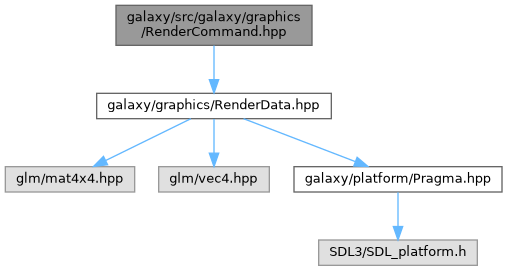 galaxy/src/galaxy/graphics
/RenderCommand.hpp
galaxy/graphics/RenderData.hpp
glm/mat4x4.hpp
glm/vec4.hpp
galaxy/platform/Pragma.hpp
SDL3/SDL_platform.h